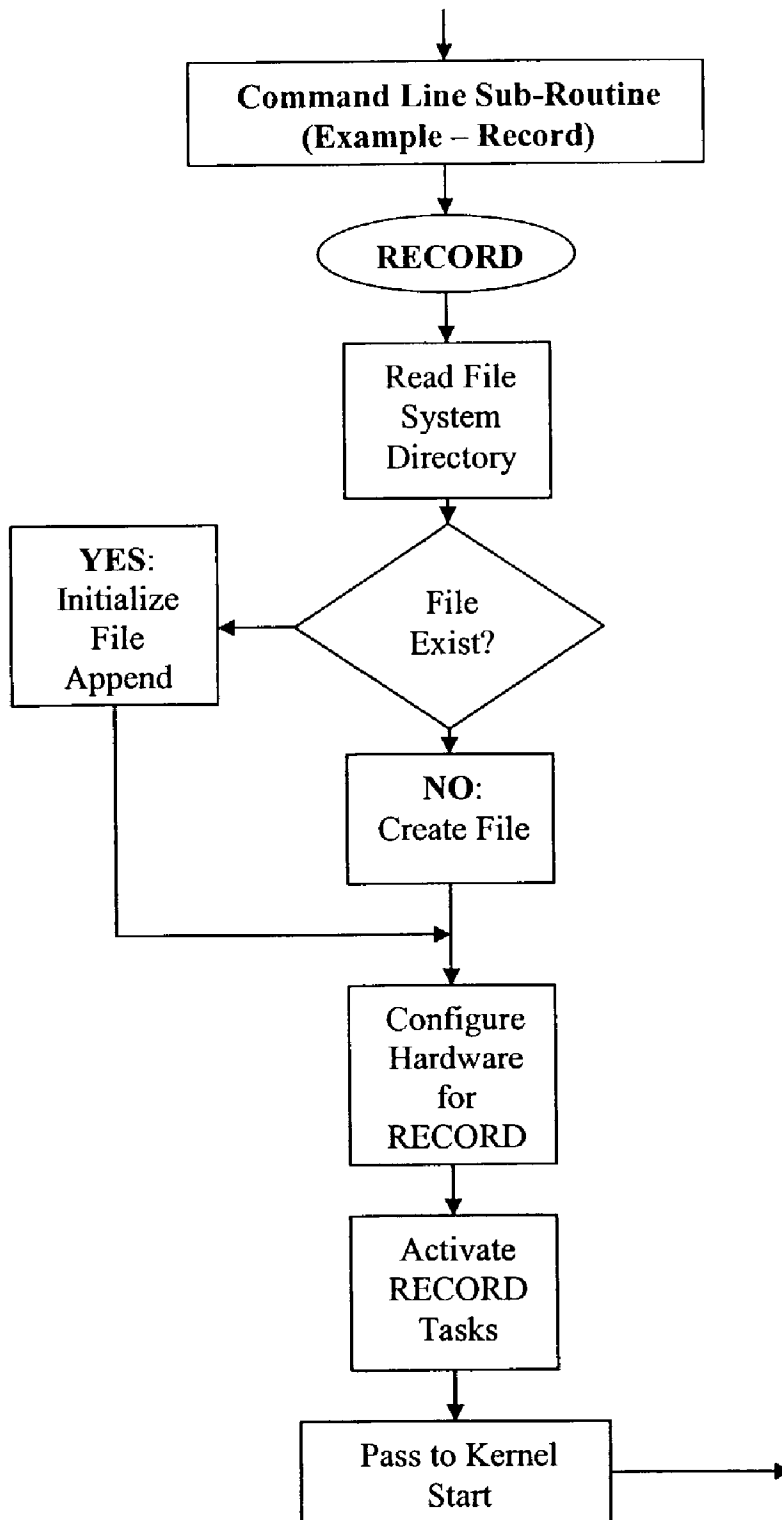 Command Line Sub-Routine
(Example – Record)
RECORD
Read File
System
Directory
YES:
Initialize
File
Append
File
Exist?
NO:
Create File
Configure
Hardware
for
RECORD
Activate
RECORD
Tasks
Pass to Kernel
Start